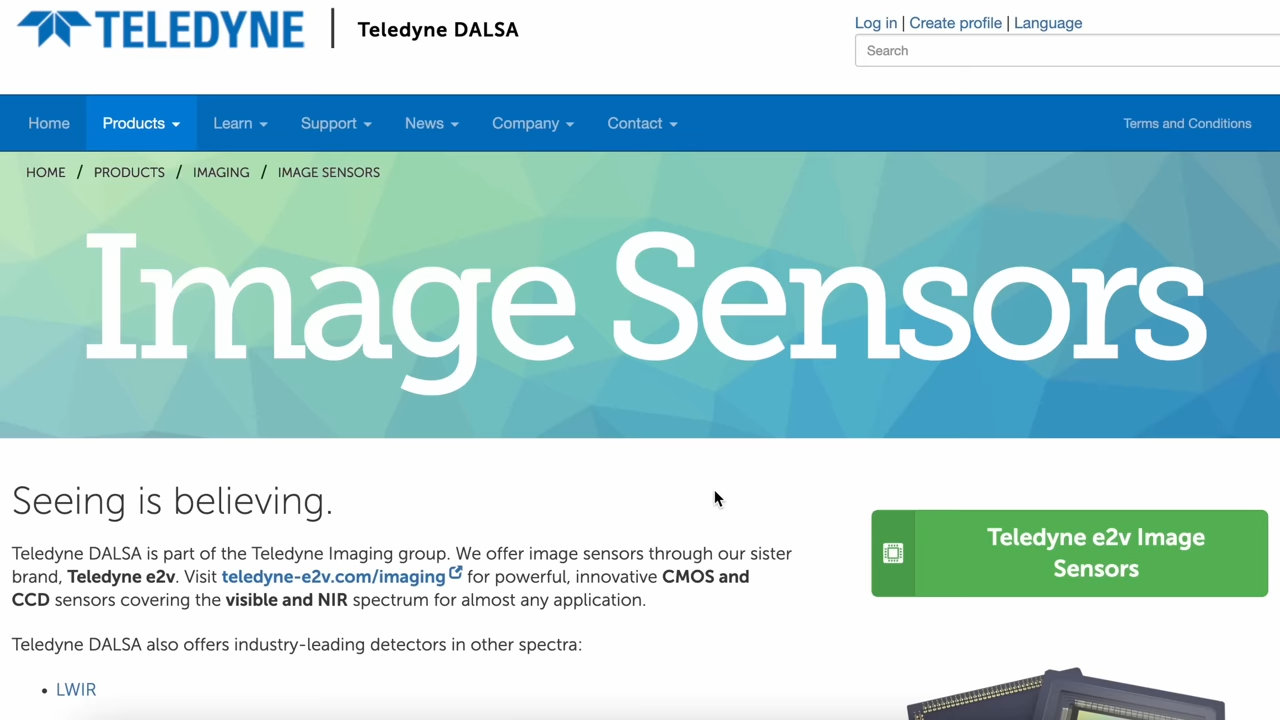 TELEDYNE | Teledyne DALSA
Log in | Create profile | Language
Search
Home Products Learn Support News Company Contact Terms and Conditions
HOME / PRODUCTS / IMAGING / IMAGE SENSORS
Image Sensors
Seeing is believing.
Teledyne DALSA is part of the Teledyne Imaging group. We offer image sensors through our sister
brand, Teledyne e2v. Visit teledyne-e2v.com/imaging for powerful, innovative CMOS and
CCD sensors covering the visible and NIR spectrum for almost any application.
Teledyne DALSA also offers industry-leading detectors in other spectra:
• LWIR
Teledyne e2v Image
Sensors